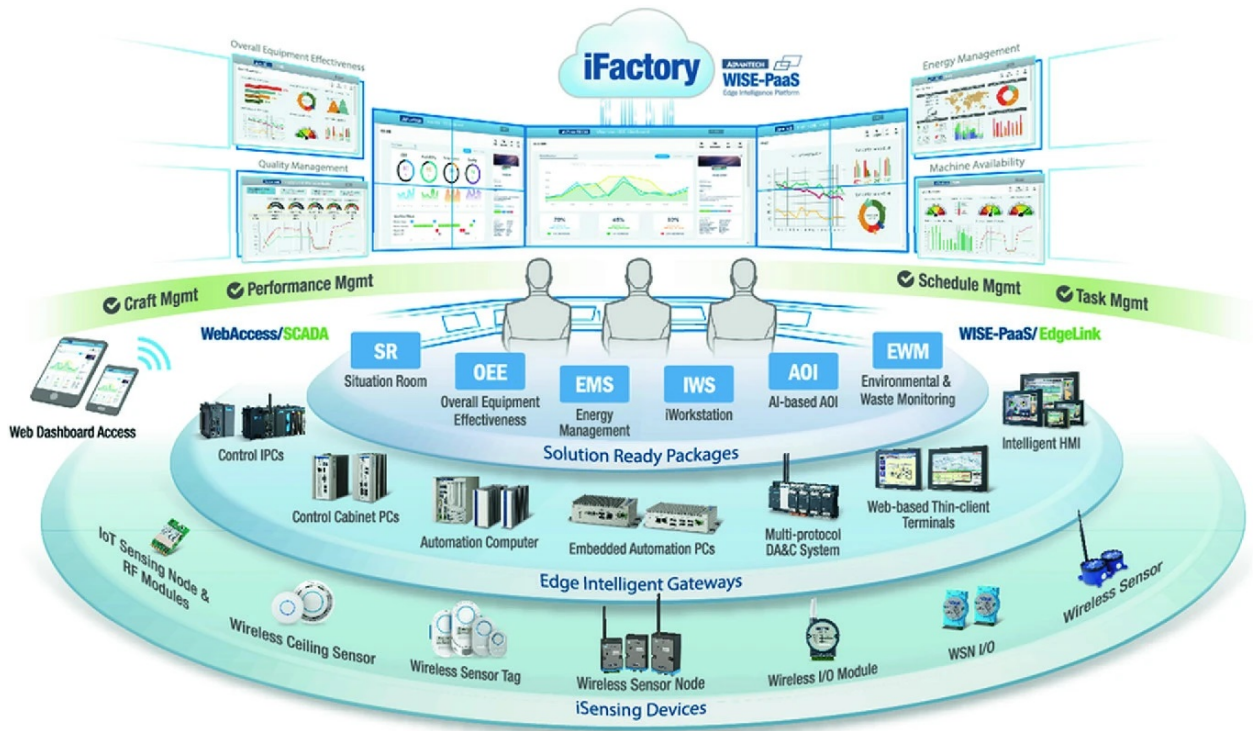 Overall Equipment Effectiveness
iFactory
ADVANTECH
WISE-PaaS
Edge Intelligence Platform
Energy Management
Quality Management
Machine Availability
Craft Mgmt
Performance Mgmt
Schedule Mgmt
Task Mgmt
WebAccess/SCADA
WISE-PaaS/EdgeLink
SR
Situation Room
OEE
Overall Equipment
Effectiveness
EMS
Energy
Management
IWS
iWorkstation
AOI
AI-based AOI
EWM
Environmental &
Waste Monitoring
Web Dashboard Access
Solution Ready Packages
Control IPCs
Control Cabinet PCs
Automation Computer
Embedded Automation PCs
Multi-protocol
DA&C System
Web-based Thin-client
Terminals
Intelligent HMI
Edge Intelligent Gateways
IoT Sensing Node &
RF Modules
Wireless Ceiling Sensor
Wireless Sensor Tag
Wireless Sensor Node
Wireless I/O Module
WSN I/O
Wireless Sensor
iSensing Devices